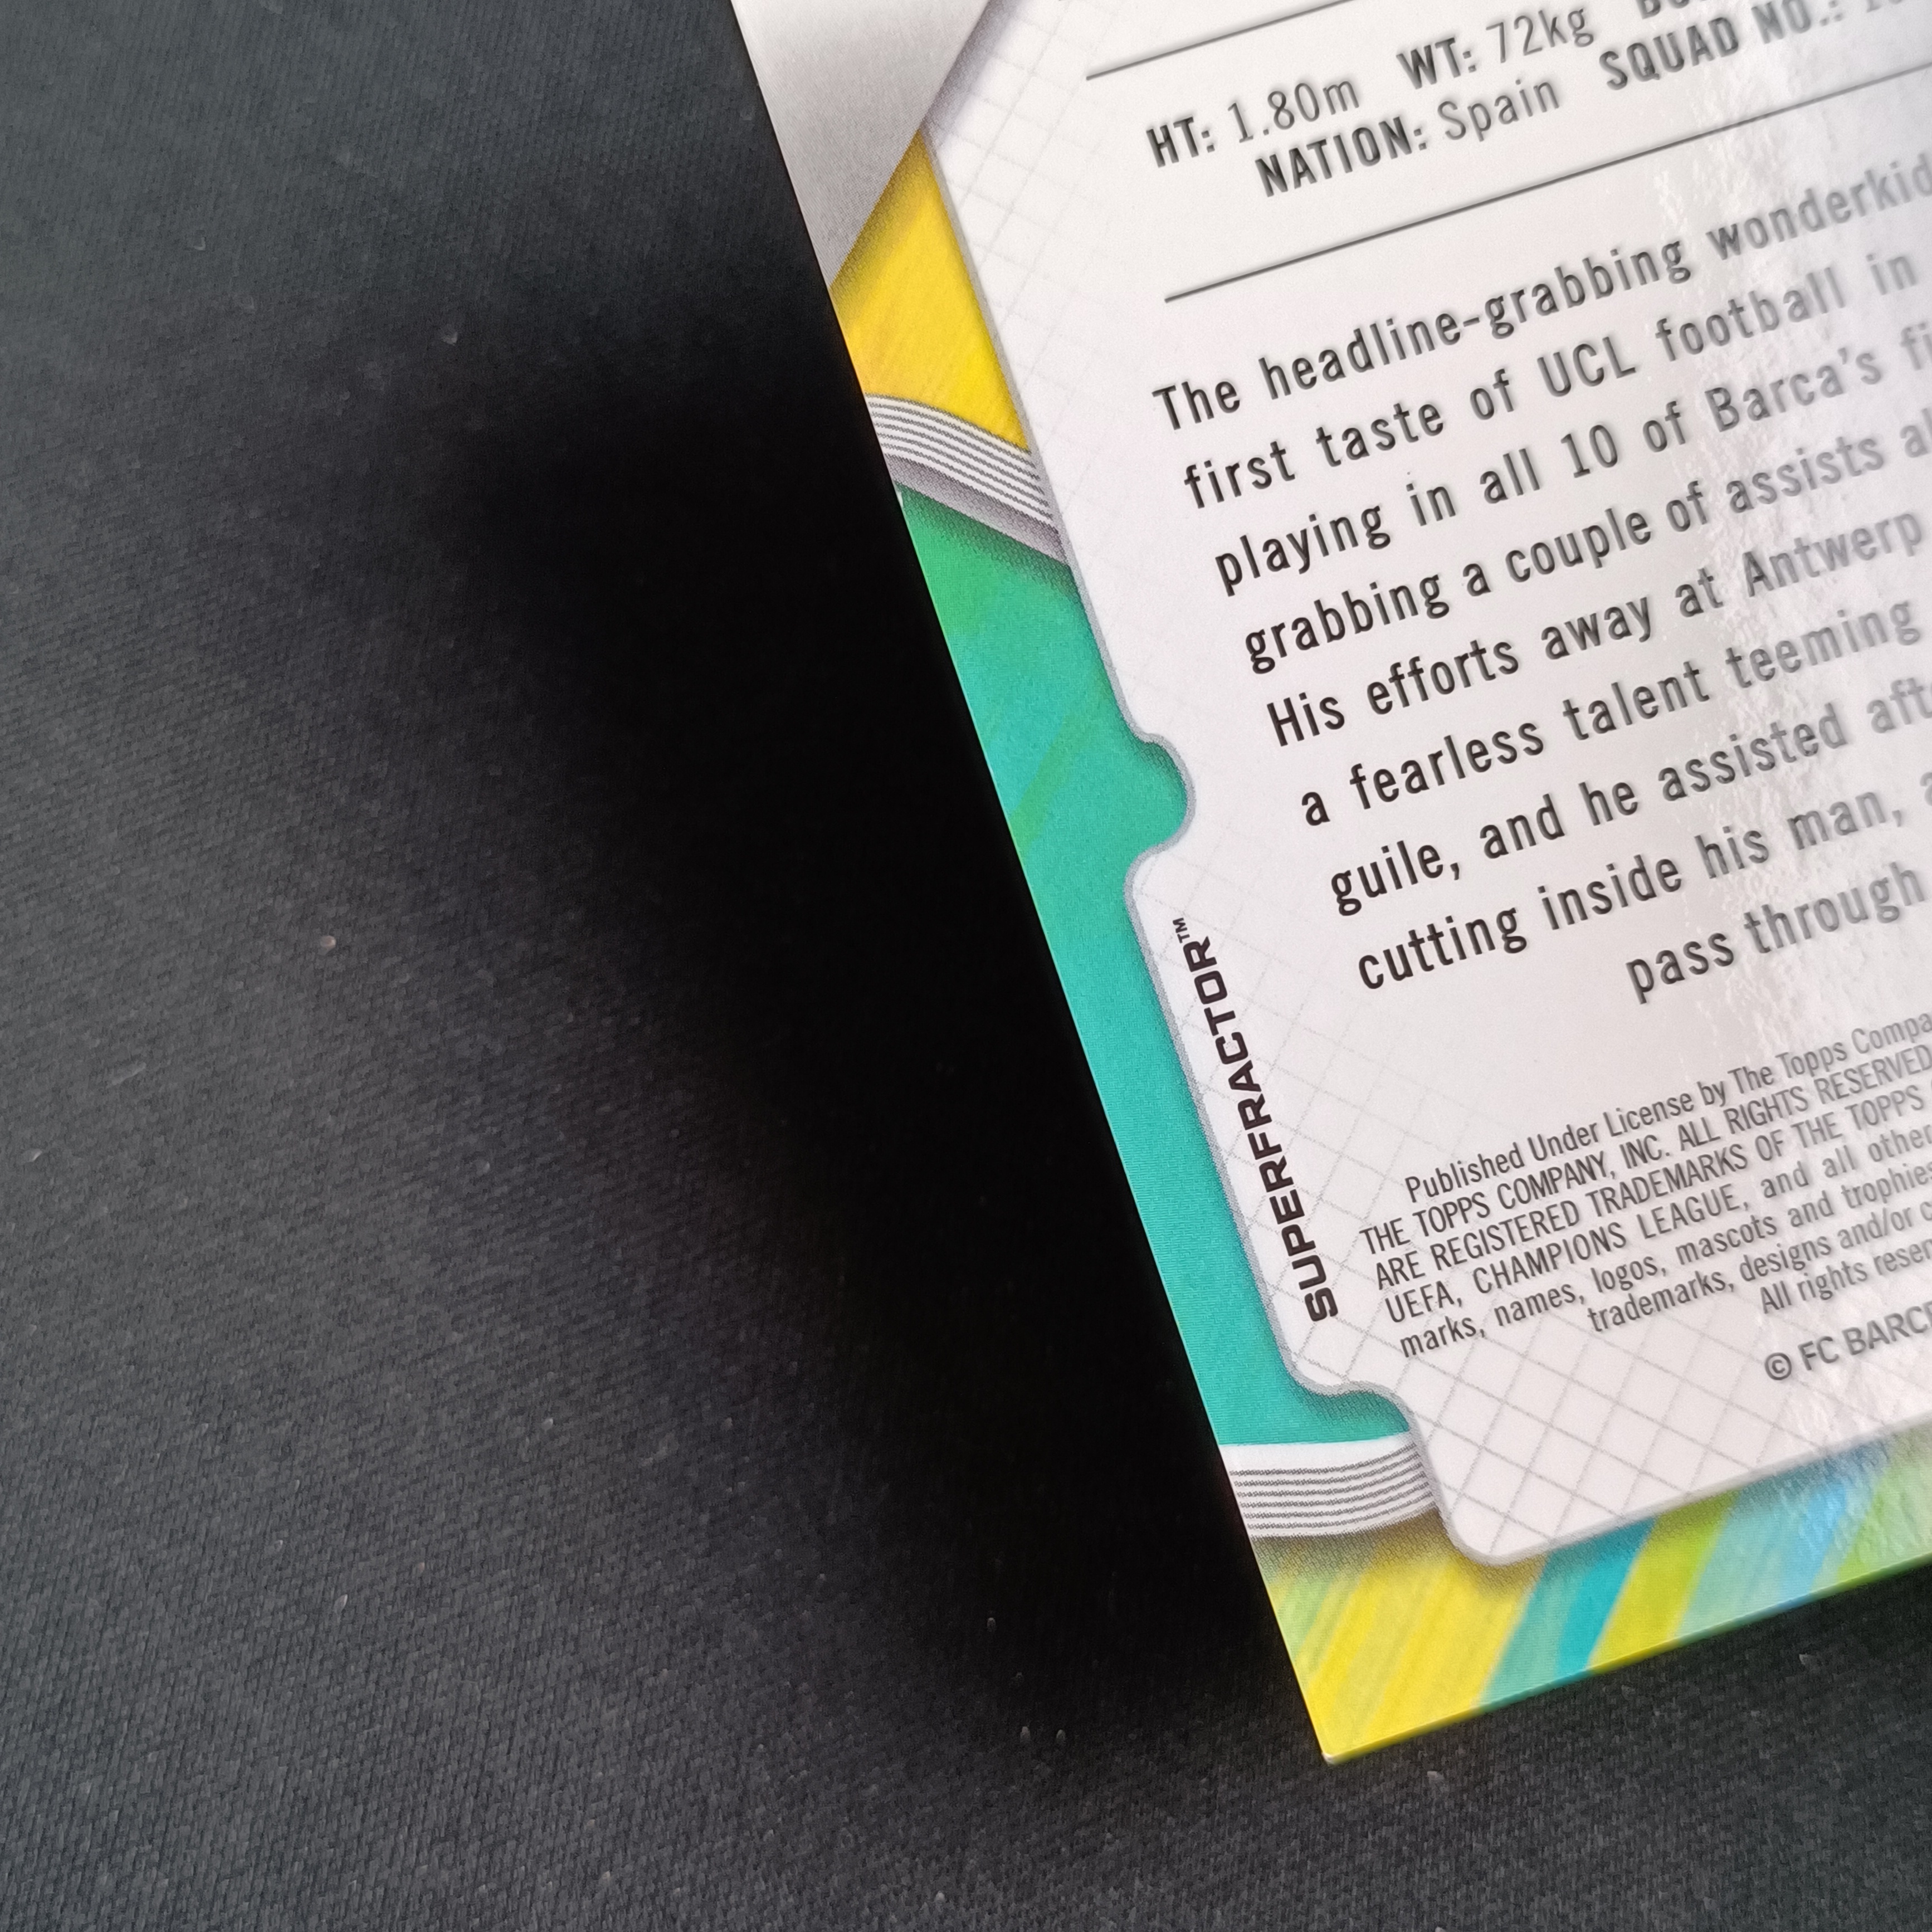 HT: 1.80m WT: 72kg
NATION: Spain SQUAD NO.:
The headline-grabbing wonderkid
first taste of UCL football in
playing in all 10 of Barca's
grabbing a couple of assists
His efforts away at Antwerp
a fearless talent teeming
guile, and he assisted
cutting inside his man,
pass through
SUPERFRACTOR™
Published Under License by The Topps
THE TOPPS COMPANY, INC. ALL RIGHTS RESERVED
ARE REGISTERED TRADEMARKS OF THE TOPPS
UEFA, CHAMPIONS LEAGUE, and all other
marks, names, logos, mascots and trophies
trademarks, designs and/or
All rights
© FC